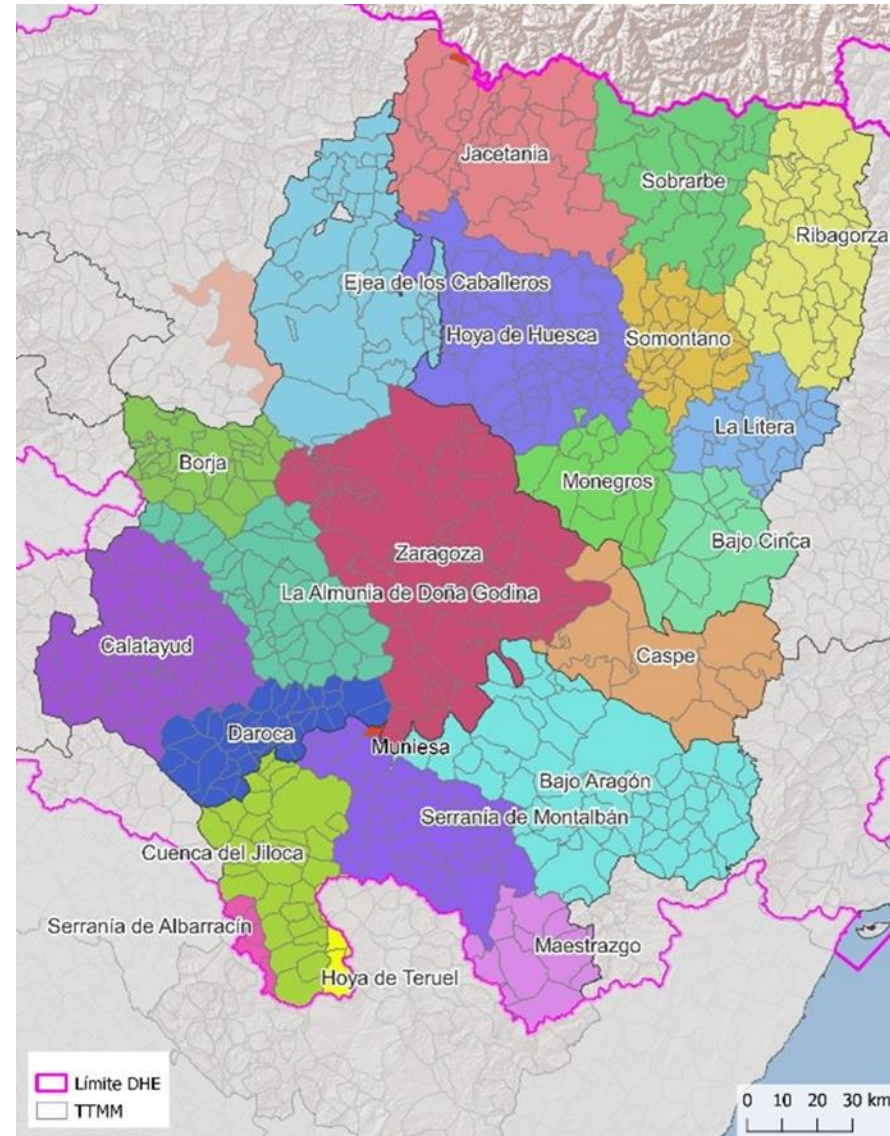 Jacetania
Sobrarbe
Ribagorza
Ejea de los Caballeros
Hoya de Huesca
Somontano
La Litera
Borja
Monegros
Bajo Cinca
Zaragoza
La Almunia de Doña Godina
Calatayud
Caspe
Daroca
Muniesa
Bajo Aragón
Serranía de Montalbán
Cuenca del Jiloca
Serranía de Albarracín
Maestrazgo
Hoya de Teruel
Límite DHE
TTMM
0 10 20 30 km